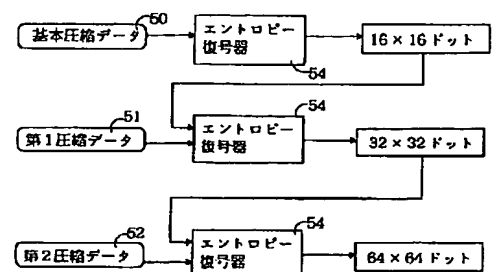 50
基本圧縮データ
エントロピー
復号器
54
16×16ドット
51
第1圧縮データ
54
エントロピー
復号器
32×32ドット
52
第2圧縮データ
54
エントロピー
復号器
64×64ドット